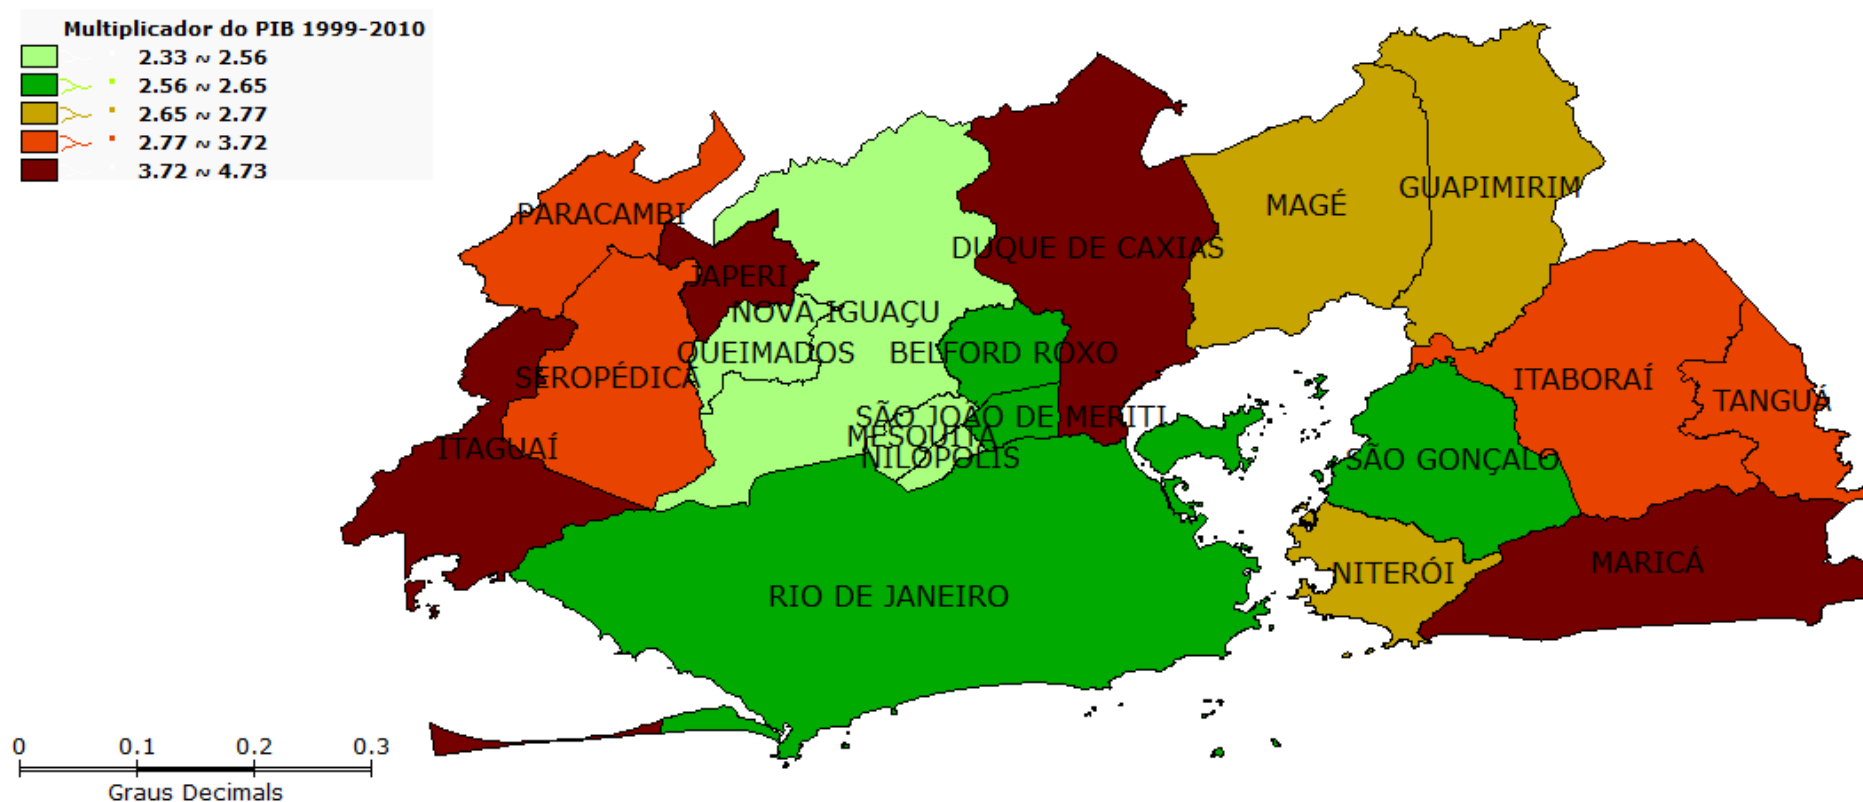 Multiplicador do PIB 1999-2010
2.33 ~ 2.56
2.56 ~ 2.65
2.65 ~ 2.77
2.77 ~ 3.72
3.72 ~ 4.73
GUAPIMIRIM
MAGÉ
PARACAMBI
DUQUE DE CAXIAS
JAPERI
NOVA IGUAÇU
QUEIMADOS
BELFORD ROXO
SEROPÉDICA
ITABORAÍ
TANGUÁ
SÃO JOÃO DE MERITI
MESQUITA
ITAGUAÍ
NILÓPOLIS
SÃO GONÇALO
MARICÁ
NITERÓI
RIO DE JANEIRO
0 0.1 0.2 0.3
Graus Decimals